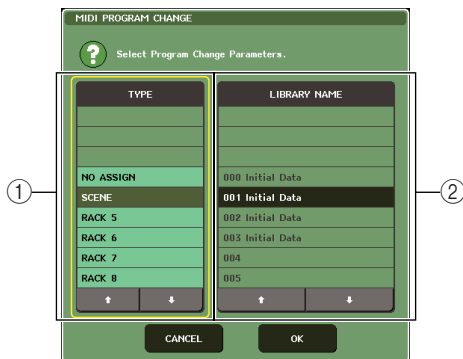 MIDI PROGRAM CHANGE
?
Select Program Change Parameters.
TYPE
LIBRARY NAME
NO ASSIGN
000 Initial Data
1
SCENE
001 Initial Data
2
RACK 5
002 Initial Data
RACK 6
003 Initial Data
RACK 7
004
RACK 8
005
CANCEL
OK